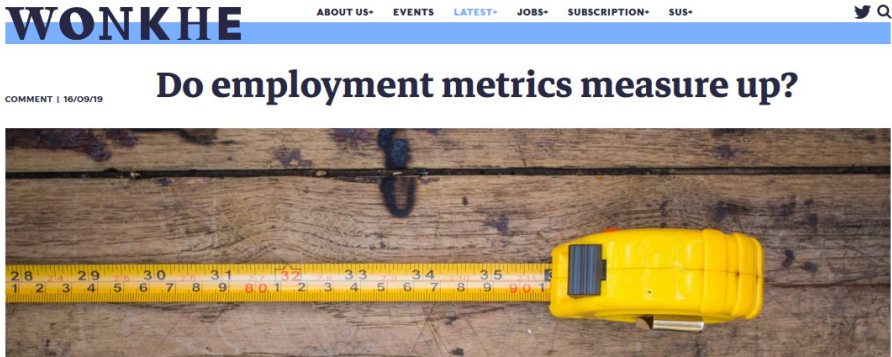 WONKHE
ABOUT US+ EVENTS LATEST+ JOBS+ SUBSCRIPTION+ SUS+
Do employment metrics measure up?
COMMENT | 16/09/19
28 29 30 31 32 33 34 35
1 2 3 4 5 6 7 8 9 80 1 2 3 4 5 6 7 8 9 90 1